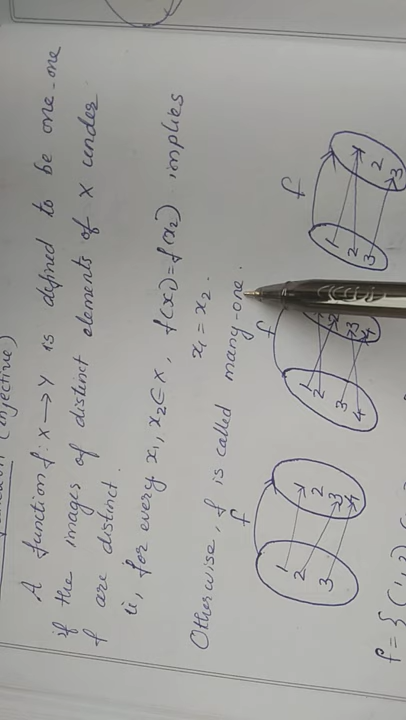 (Injective)
A function f: X → Y is defined to be one-one
if the images of distinct elements of X under
f are distinct.
ie, for every x₁, x₂ ∈ X, f(x₁) = f(x₂) implies
x₁ = x₂.
Otherwise, f is called many-one.
f
1
2
3
1
2
3
4
f
1
2
3
4
2
3
4
f
1
2
3
1
2
3
f = {(1,